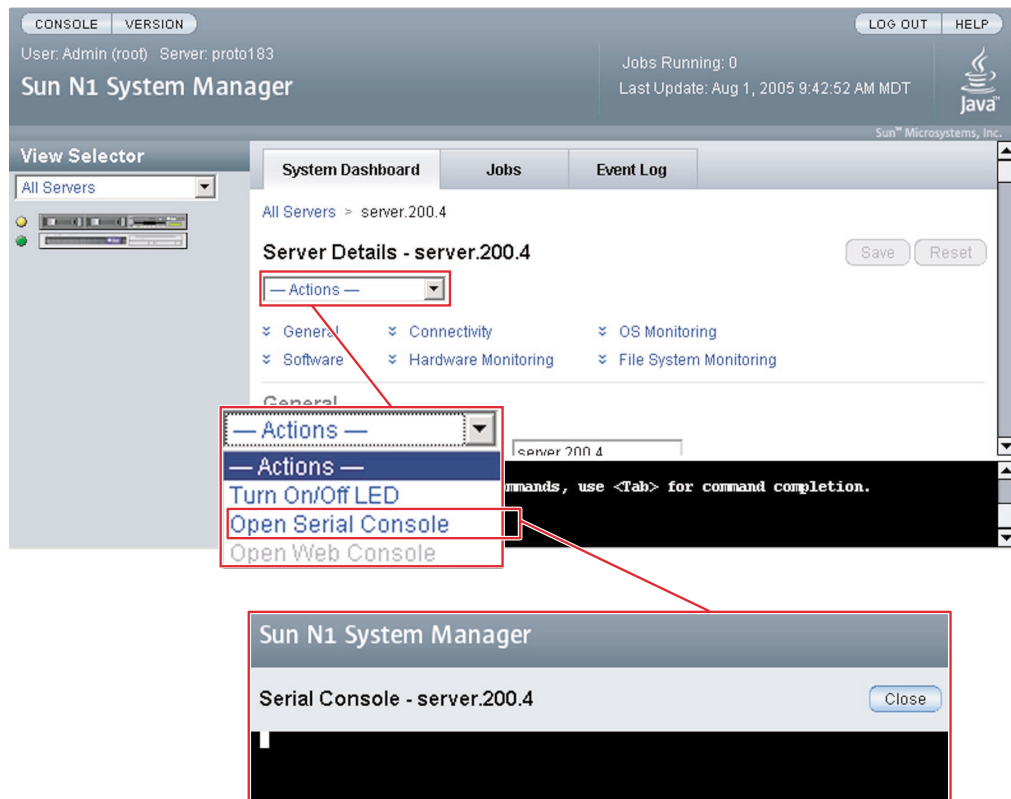 CONSOLE VERSION LOG OUT HELP
User: Admin (root) Server: proto183
Sun N1 System Manager
Jobs Running: 0
Last Update: Aug 1, 2005 9:42:52 AM MDT
Java™
Sun™ Microsystems, Inc.
View Selector
All Servers
System Dashboard Jobs Event Log
All Servers > server.200.4
Server Details - server.200.4
Save Reset
— Actions —
General Connectivity OS Monitoring
Software Hardware Monitoring File System Monitoring
General
server.200.4
— Actions —
— Actions —
Turn On/Off LED
Open Serial Console
Open Web Console
, use <Tab> for command completion.
Sun N1 System Manager
Serial Console - server.200.4
Close